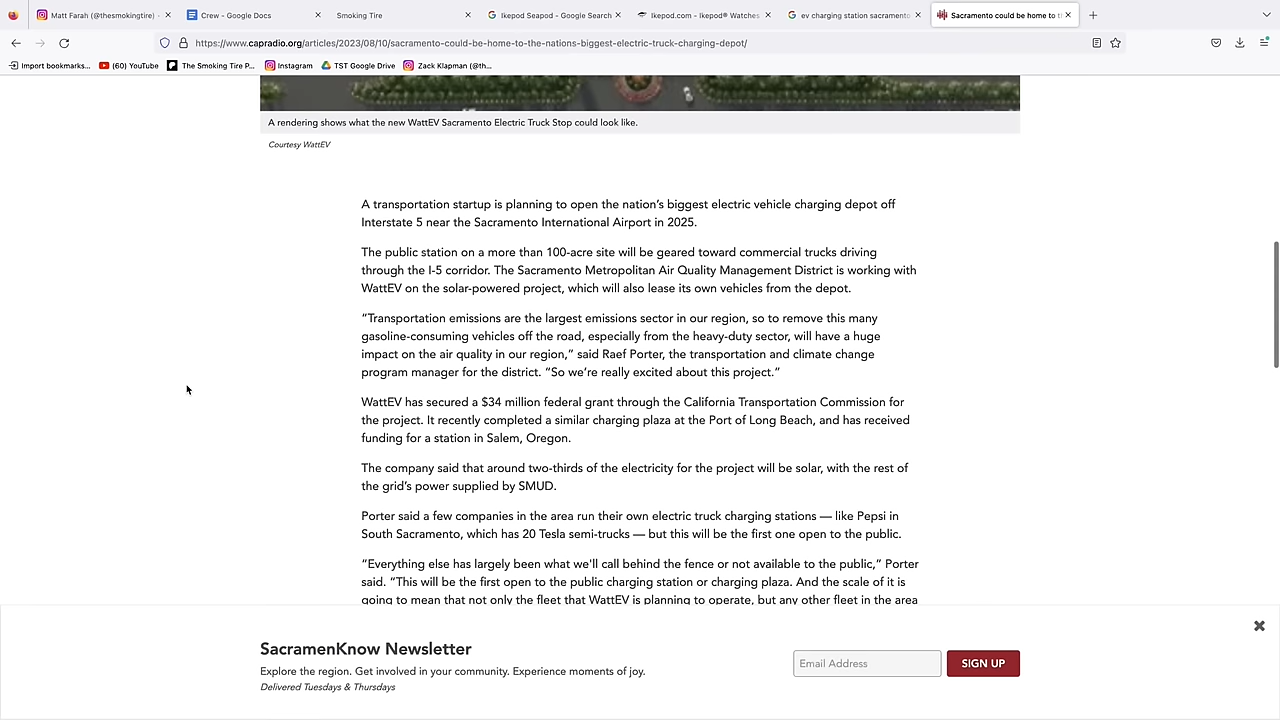 Matt Farah (@thesmokingtire) •
Crew - Google Docs
Smoking Tire
Ikepod Seapod - Google Search
Ikepod.com - Ikepod® Watches
ev charging station sacramento
Sacramento could be home to t
https://www.capradio.org/articles/2023/08/10/sacramento-could-be-home-to-the-nations-biggest-electric-truck-charging-depot/
Import bookmarks...
(60) YouTube
The Smoking Tire P...
Instagram
TST Google Drive
Zack Klapman (@th...
A rendering shows what the new WattEV Sacramento Electric Truck Stop could look like.
Courtesy WattEV
A transportation startup is planning to open the nation's biggest electric vehicle charging depot off
Interstate 5 near the Sacramento International Airport in 2025.
The public station on a more than 100-acre site will be geared toward commercial trucks driving
through the I-5 corridor. The Sacramento Metropolitan Air Quality Management District is working with
WattEV on the solar-powered project, which will also lease its own vehicles from the depot.
“Transportation emissions are the largest emissions sector in our region, so to remove this many
gasoline-consuming vehicles off the road, especially from the heavy-duty sector, will have a huge
impact on the air quality in our region,” said Raef Porter, the transportation and climate change
program manager for the district. “So we're really excited about this project.”
WattEV has secured a $34 million federal grant through the California Transportation Commission for
the project. It recently completed a similar charging plaza at the Port of Long Beach, and has received
funding for a station in Salem, Oregon.
The company said that around two-thirds of the electricity for the project will be solar, with the rest of
the grid's power supplied by SMUD.
Porter said a few companies in the area run their own electric truck charging stations — like Pepsi in
South Sacramento, which has 20 Tesla semi-trucks — but this will be the first one open to the public.
“Everything else has largely been what we'll call behind the fence or not available to the public,” Porter
said. “This will be the first open to the public charging station or charging plaza. And the scale of it is
going to mean that not only the fleet that WattEV is planning to operate, but any other fleet in the area
SacramenKnow Newsletter
Explore the region. Get involved in your community. Experience moments of joy.
Delivered Tuesdays & Thursdays
Email Address
SIGN UP